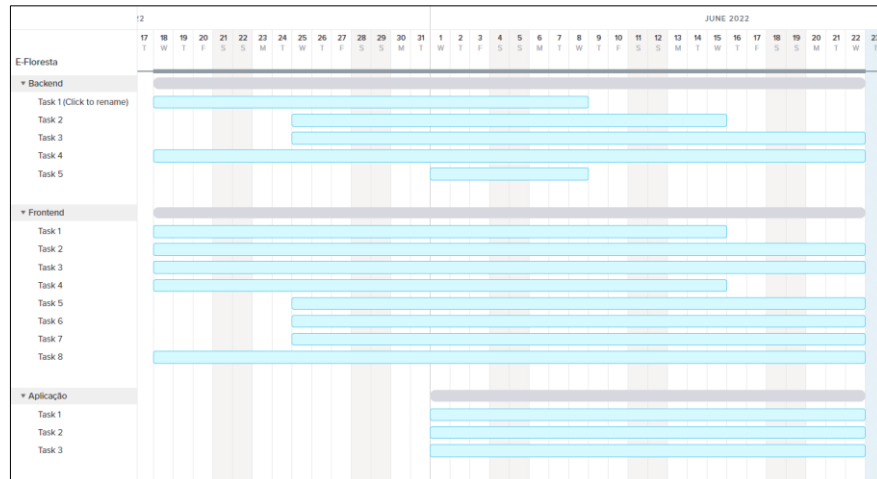 22 JUNE 2022
17 18 19 20 21 22 23 24 25 26 27 28 29 30 31 1 2 3 4 5 6 7 8 9 10 11 12 13 14 15 16 17 18 19 20 21 22 23
T W T F S S M T W T F S S M T W T F S S M T W T F S S M T W T F S S M T W T
E-Floresta
Backend
Task 1 (Click to rename)
Task 2
Task 3
Task 4
Task 5
Frontend
Task 1
Task 2
Task 3
Task 4
Task 5
Task 6
Task 7
Task 8
Aplicação
Task 1
Task 2
Task 3